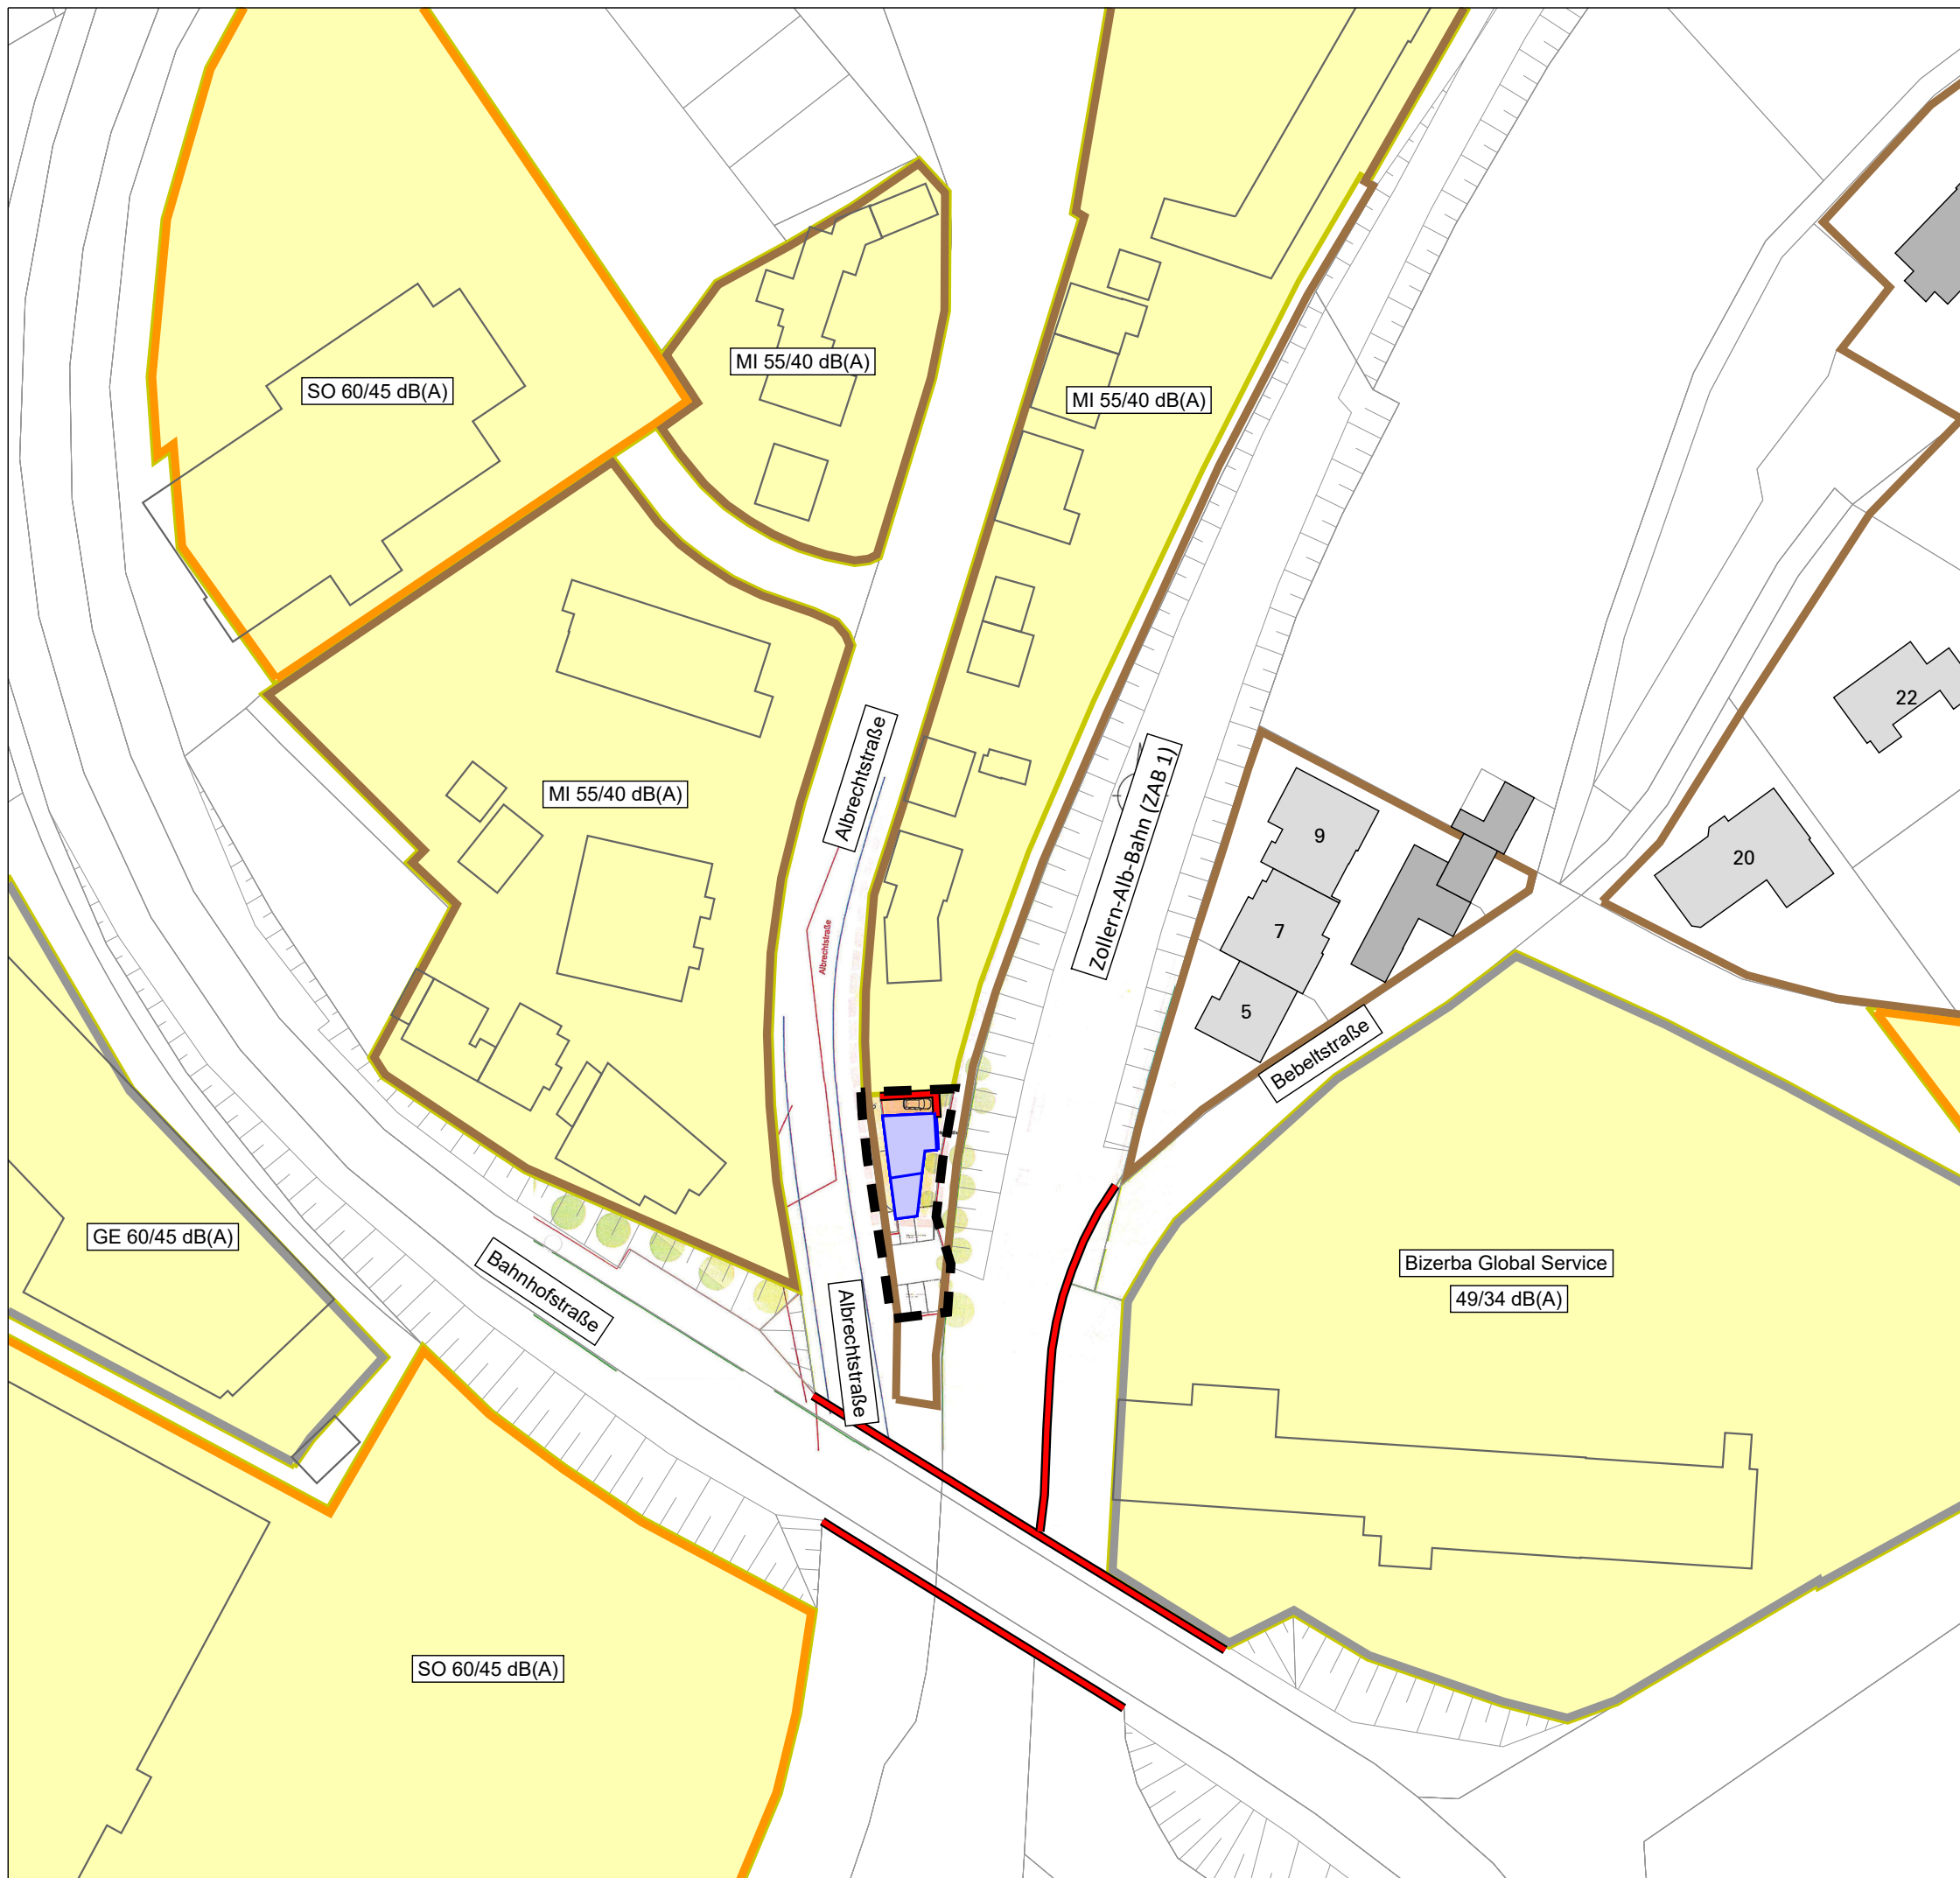 MI 55/40 dB(A)
SO 60/45 dB(A)
MI 55/40 dB(A)
22
Albrechtstraße
MI 55/40 dB(A)
Zollern-Alb-Bahn (ZAB 1)
9
20
7
Albrechtstraße
5
Bebeltstraße
GE 60/45 dB(A)
Bahnhofstraße
Albrechtstraße
Bizerba Global Service
49/34 dB(A)
SO 60/45 dB(A)